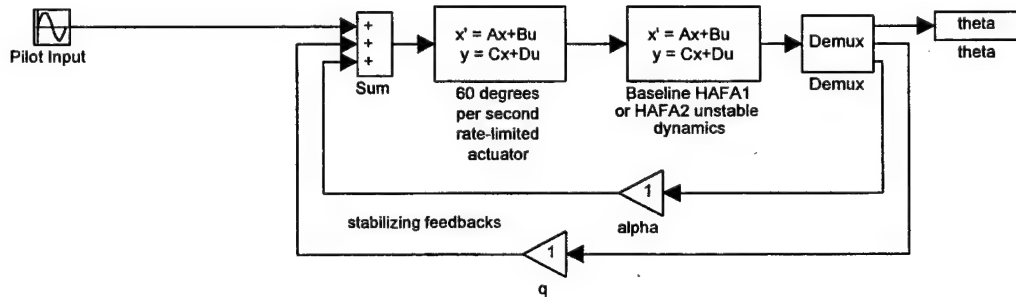 Pilot Input
+
+
+
Sum
x' = Ax+Bu
y = Cx+Du
60 degrees
per second
rate-limited
actuator
x' = Ax+Bu
y = Cx+Du
Baseline HAFA1
or HAFA2 unstable
dynamics
Demux
Demux
theta
theta
1
alpha
stabilizing feedbacks
1
q